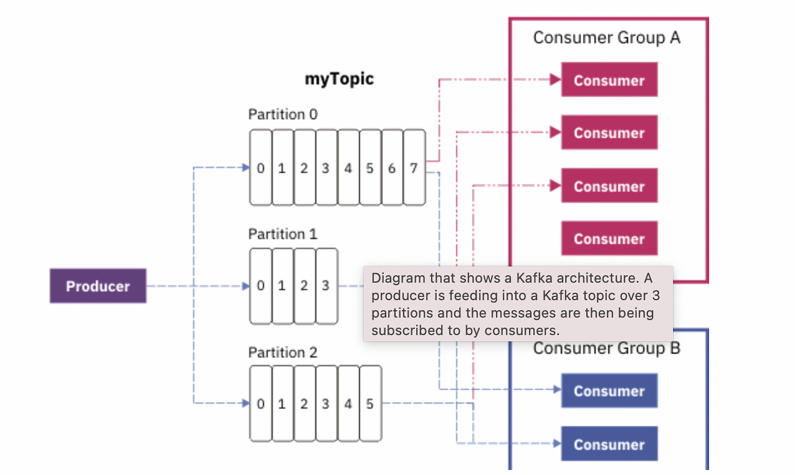 Consumer Group A
myTopic
Consumer
Partition 0
Consumer
0 1 2 3 4 5 6 7
Consumer
Partition 1
Consumer
0 1 2 3
Producer
Diagram that shows a Kafka architecture. A
producer is feeding into a Kafka topic over 3
partitions and the messages are then being
subscribed to by consumers.
Partition 2
Consumer Group B
0 1 2 3 4 5
Consumer
Consumer